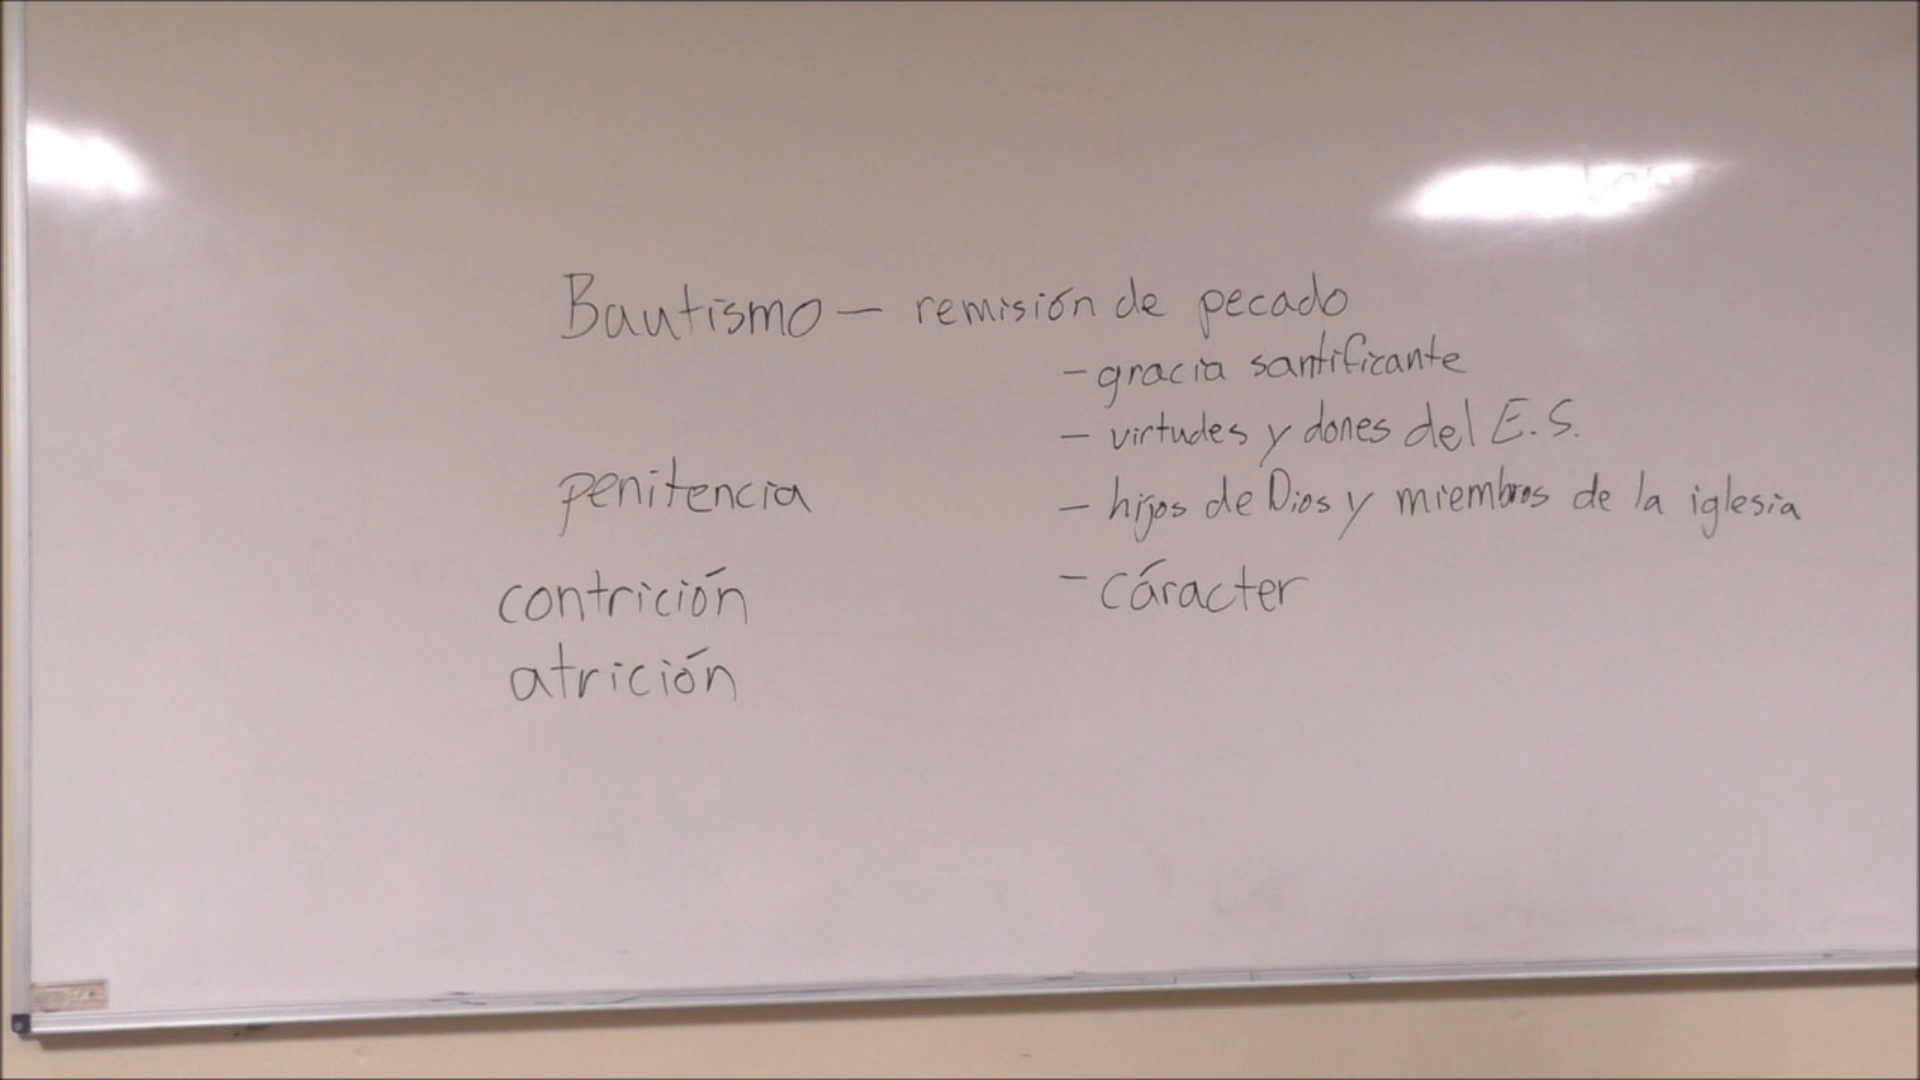 Bautismo — remisión de pecado
- gracia santificante
- virtudes y dones del E.S.
penitencia
- hijos de Dios y miembros de la iglesia
contrición
- cáracter
atrición